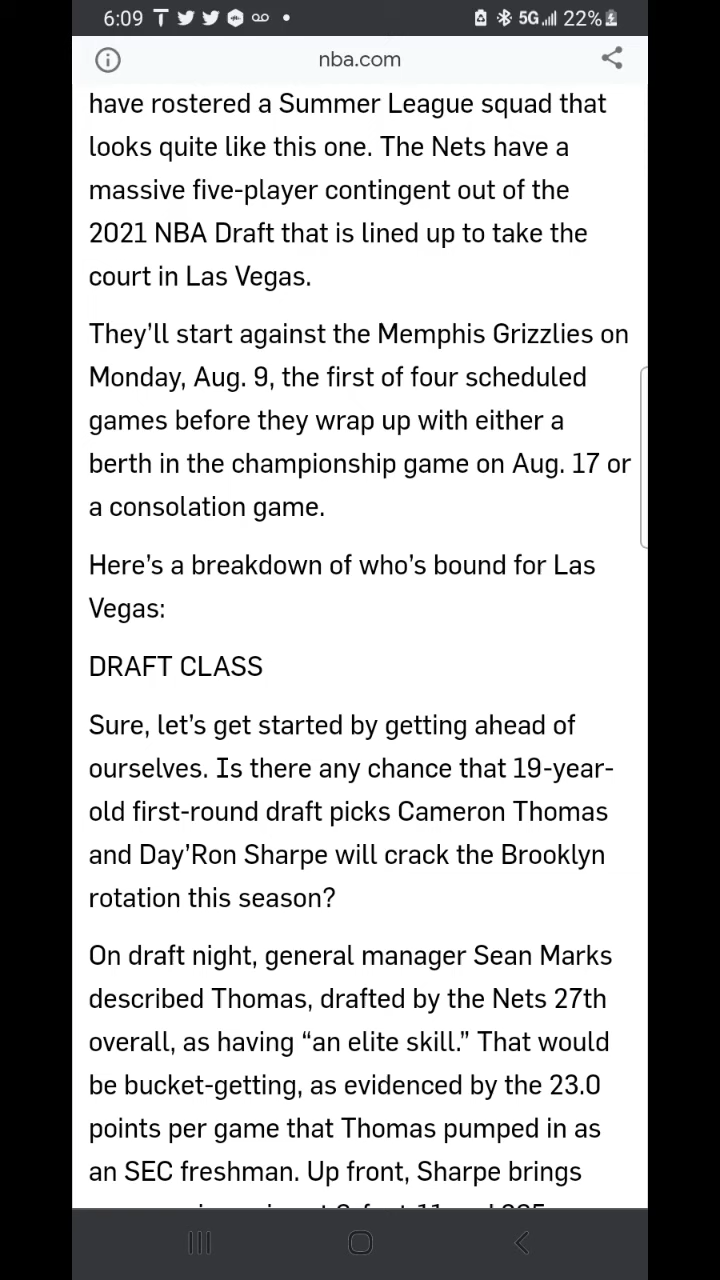 6:09 5G 22%
nba.com
have rostered a Summer League squad that
looks quite like this one. The Nets have a
massive five-player contingent out of the
2021 NBA Draft that is lined up to take the
court in Las Vegas.
They’ll start against the Memphis Grizzlies on
Monday, Aug. 9, the first of four scheduled
games before they wrap up with either a
berth in the championship game on Aug. 17 or
a consolation game.
Here’s a breakdown of who’s bound for Las
Vegas:
DRAFT CLASS
Sure, let’s get started by getting ahead of
ourselves. Is there any chance that 19-year-
old first-round draft picks Cameron Thomas
and Day’Ron Sharpe will crack the Brooklyn
rotation this season?
On draft night, general manager Sean Marks
described Thomas, drafted by the Nets 27th
overall, as having “an elite skill.” That would
be bucket-getting, as evidenced by the 23.0
points per game that Thomas pumped in as
an SEC freshman. Up front, Sharpe brings